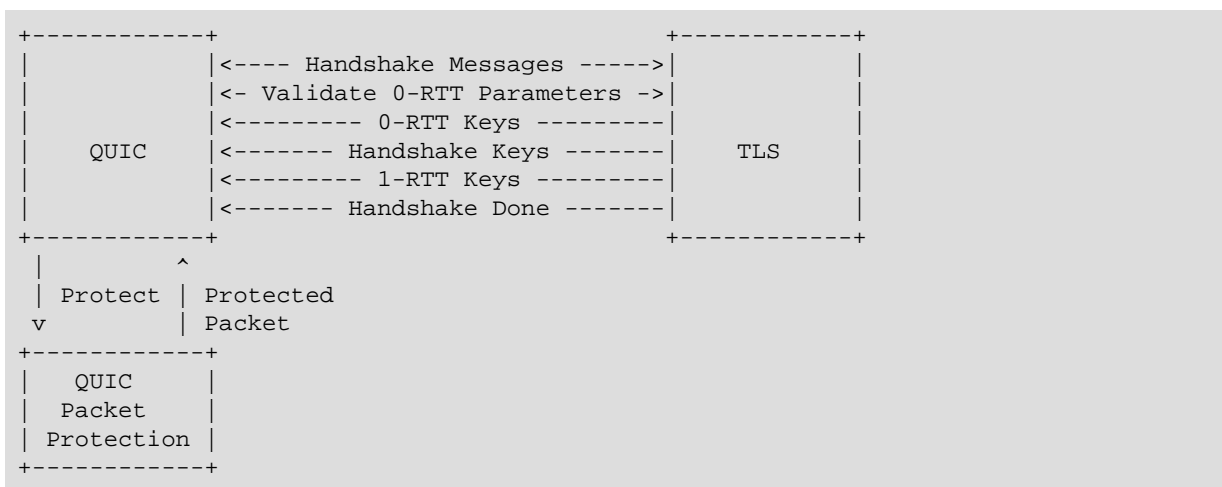 +------------+                               +------------+
|            |<---- Handshake Messages ----->|            |
|            |<- Validate 0-RTT Parameters ->|            |
|            |<--------- 0-RTT Keys ---------|            |
|    QUIC    |<------- Handshake Keys -------|    TLS     |
|            |<--------- 1-RTT Keys ---------|            |
|            |<------- Handshake Done -------|            |
+------------+                               +------------+
 |         ^
 | Protect | Protected
 v         | Packet
+------------+
|   QUIC     |
|  Packet    |
| Protection |
+------------+